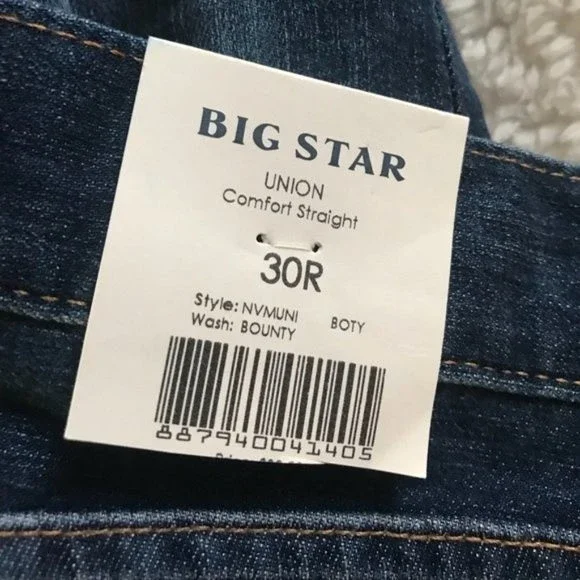 BIG STAR
UNION
Comfort Straight
30R
Style: NVMUNI BOTY
Wash: BOUNTY
887940041405